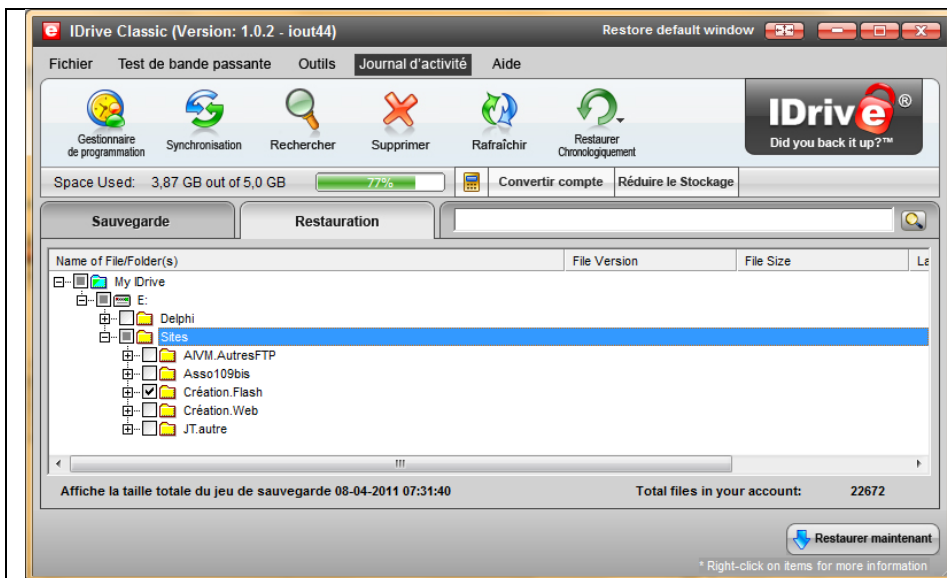 IDrive Classic (Version: 1.0.2 - iout44) Restore default window
Fichier Test de bande passante Outils Journal d'activité Aide
Gestionnaire de programmation
Synchronisation
Rechercher
Supprimer
Rafraîchir
Restaurer Chronologiquement
IDrive®
Did you back it up?™
Space Used: 3,87 GB out of 5,0 GB 77% Convertir compte Réduire le Stockage
Sauvegarde Restauration
Name of File/Folder(s) File Version File Size La
My IDrive
E:
Delphi
Sites
AIVM.AutresFTP
Asso109bis
Création.Flash
Création.Web
JT.autre
Affiche la taille totale du jeu de sauvegarde 08-04-2011 07:31:40 Total files in your account: 22672
Restaurer maintenant
* Right-click on items for more information